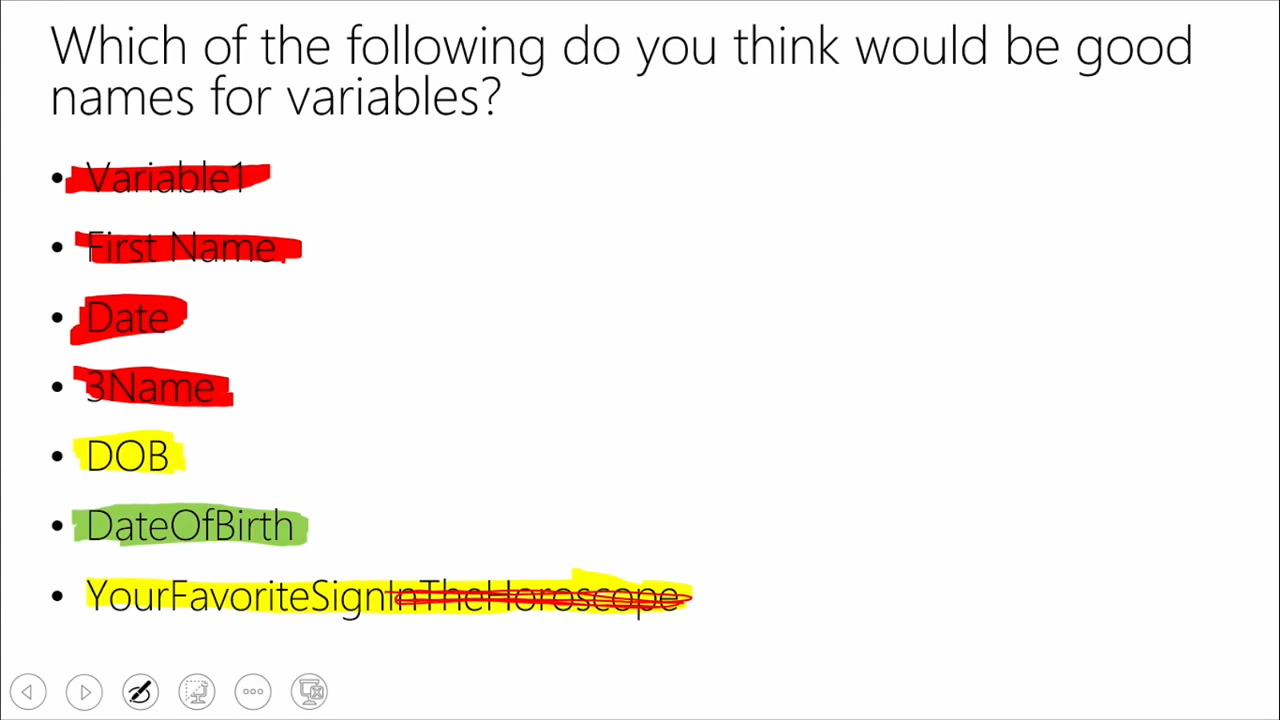 Which of the following do you think would be good
names for variables?
• Variable1
• First Name
• Date
• 3Name
• DOB
• DateOfBirth
• YourFavoriteSignInTheHoroscope